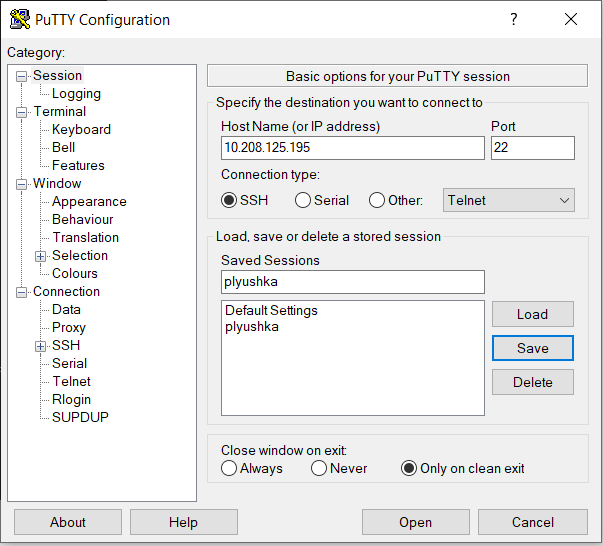 PuTTY Configuration
Category:
Session
Logging
Terminal
Keyboard
Bell
Features
Window
Appearance
Behaviour
Translation
Selection
Colours
Connection
Data
Proxy
SSH
Serial
Telnet
Rlogin
SUPDUP
Basic options for your PuTTY session
Specify the destination you want to connect to
Host Name (or IP address) Port
10.208.125.195 22
Connection type:
SSH Serial Other: Telnet
Load, save or delete a stored session
Saved Sessions
plyushka
Default Settings
plyushka
Load
Save
Delete
Close window on exit:
Always Never Only on clean exit
About Help Open Cancel